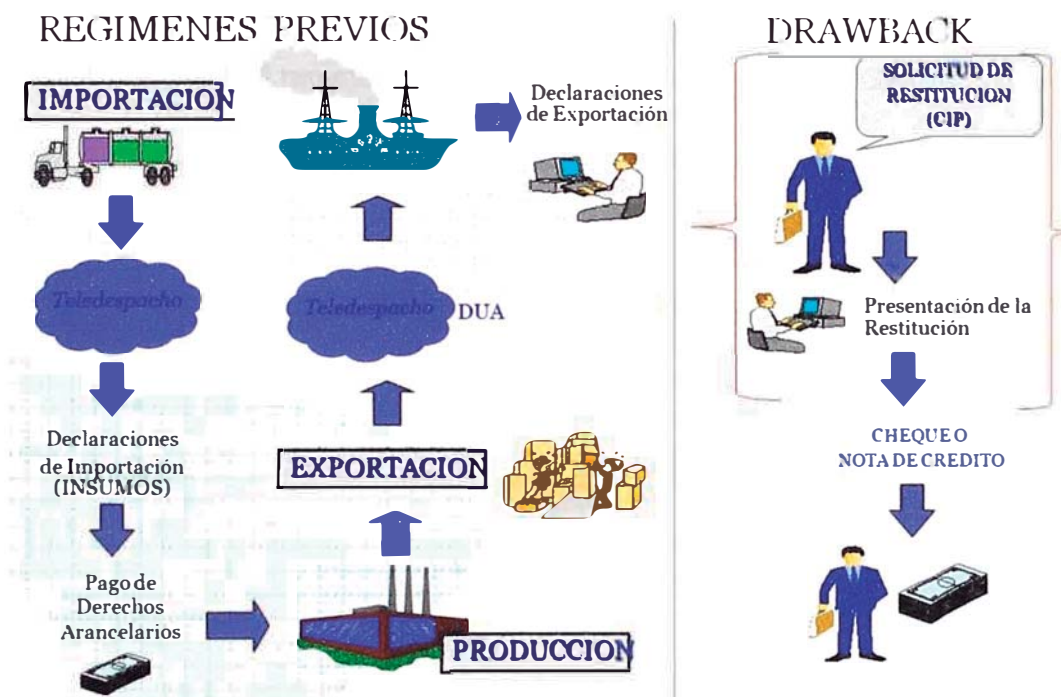 REGIMENES PREVIOS
IMPORTACION
Teledespacho
Declaraciones
de Importación
(INSUMOS)
Pago de
Derechos
Arancelarios
PRODUCCION
EXPORTACION
Teledespacho
DUA
Declaraciones
de Exportación
DRAWBACK
SOLICITUD DE
RESTITUCION
(CIP)
Presentación de la
Restitución
CHEQUE O
NOTA DE CREDITO